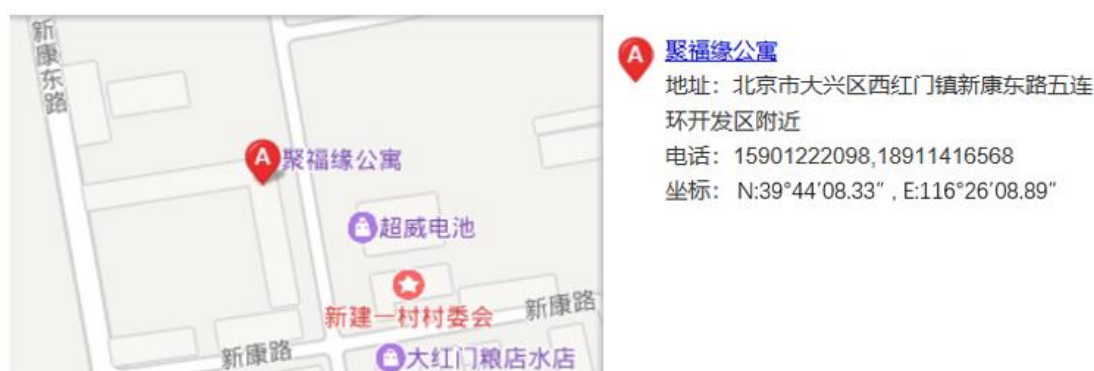 新康东路
A
聚福缘公寓
超威电池
新建一村村委会
新康路
新康路
大红门粮店水店
A
聚福缘公寓
地址：北京市大兴区西红门镇新康东路五连
环开发区附近
电话：15901222098,18911416568
坐标： N:39°44′08.33″ , E:116°26′08.89″